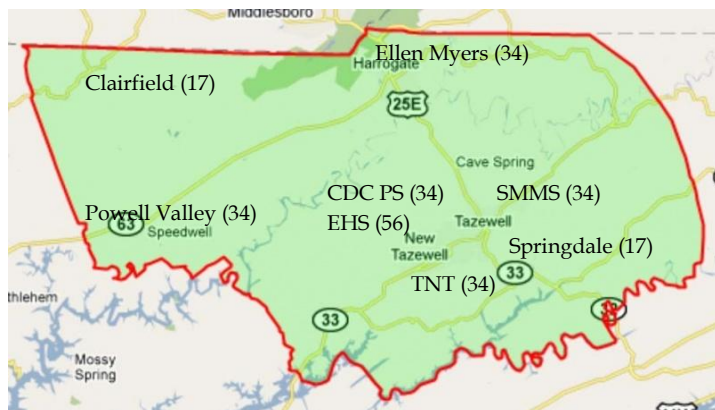 Middlesboro
Ellen Myers (34)
Harrogate
Clairfield (17)
25E
Cave Spring
CDC PS (34)
SMMS (34)
Powell Valley (34)
EHS (56)
63
Speedwell
Tazewell
New
Tazewell
Springdale (17)
TNT (34)
33
33
Mossy
Spring